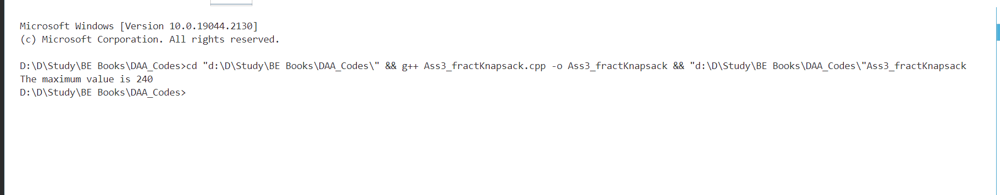 Microsoft Windows [Version 10.0.19044.2130]
(c) Microsoft Corporation. All rights reserved.
D:\D\Study\BE Books\DAA_Codes>cd "d:\D\Study\BE Books\DAA_Codes\" && g++ Ass3_fractKnapsack.cpp -o Ass3_fractKnapsack && "d:\D\Study\BE Books\DAA_Codes\"Ass3_fractKnapsack
The maximum value is 240
D:\D\Study\BE Books\DAA_Codes>